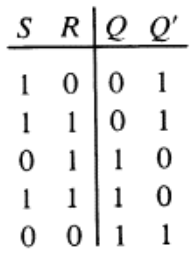 S R Q Q'
1 0 0 1
1 1 0 1
0 1 1 0
1 1 1 0
0 0 1 1